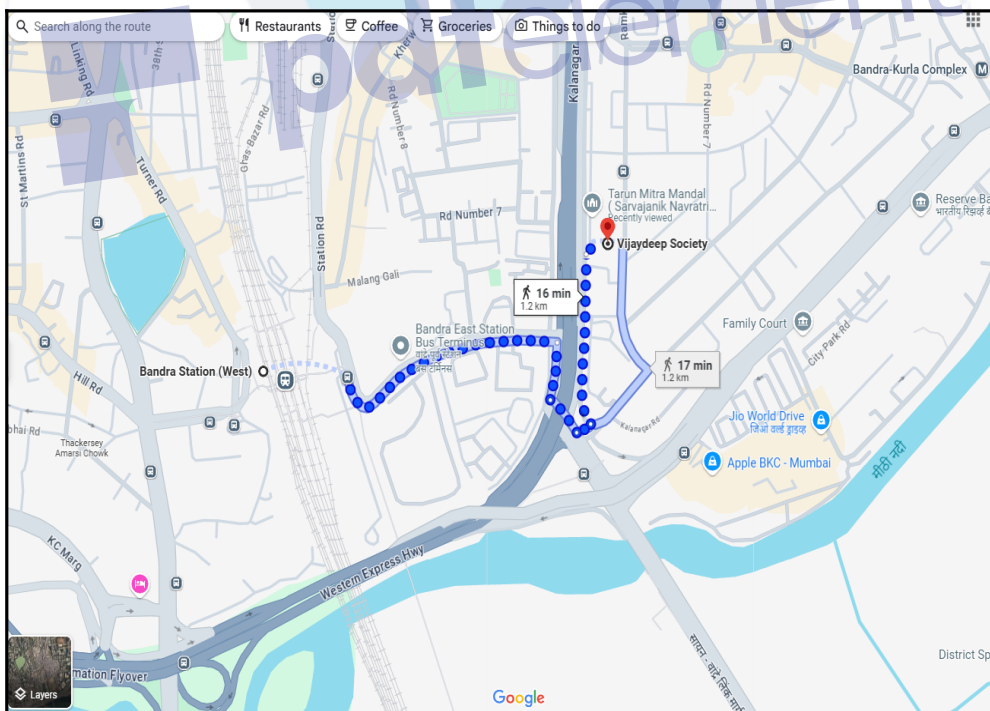 Search along the route
Restaurants
Coffee
Groceries
Things to do
38th
Linking Rd
Kalanagar
Bandra-Kurla Complex
M
St Martins Rd
Turner Rd
Ghas Bazar Rd
Rd Number 8
Rd Number 7
Rd Number 7
Station Rd
Malang Gali
Tarun Mitra Mandal
( Sarvajanik Navratri...
Recently viewed
Vijaydeep Society
Reserve Ba
16 min
1.2 km
Family Court
City Park Rd
Bandra East Station
Bus Terminus
Bandra Station (West)
17 min
1.2 km
Hill Rd
bhai Rd
Thackersey
Amarsi Chowk
Kalanagar Rd
Jio World Drive
जिओ वर्ल्ड ड्राइव्ह
Apple BKC - Mumbai
मीठी नदी
KC Marg
Western Express Hwy
mation Flyover
Layers
Google
District Sp